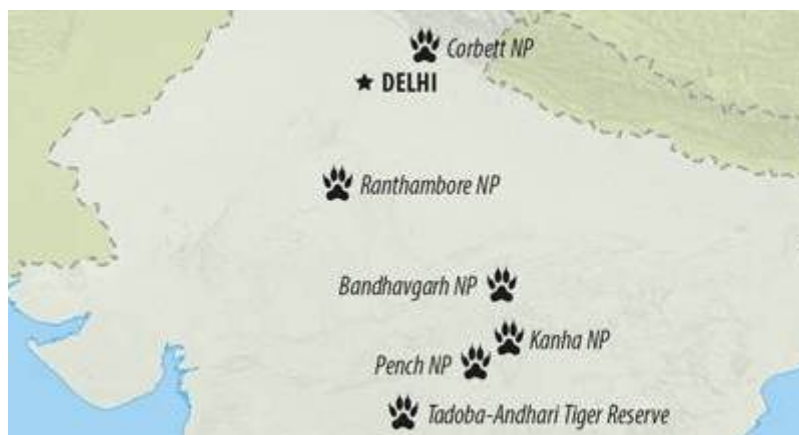 Corbett NP
DELHI
Ranthambore NP
Bandhavgarh NP
Kanha NP
Pench NP
Tadoba-Andhari Tiger Reserve